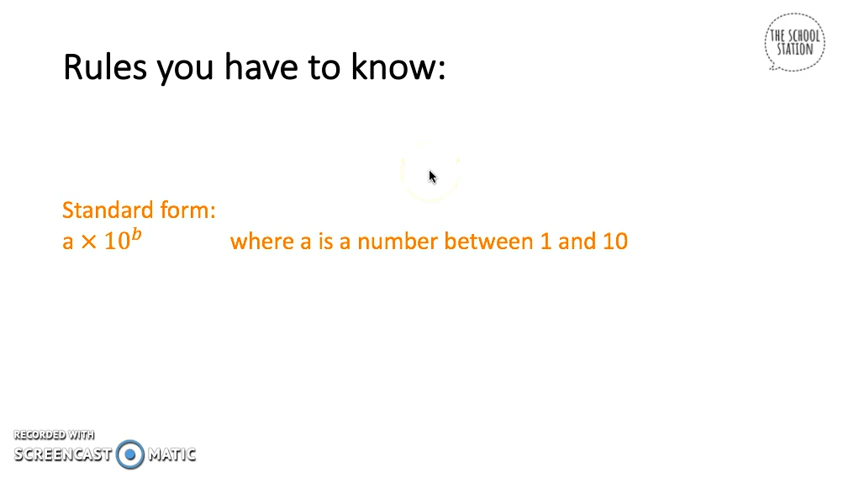 THE SCHOOL
STATION
Rules you have to know:
Standard form:
a × 10ᵇ where a is a number between 1 and 10
RECORDED WITH
SCREENCAST MATIC